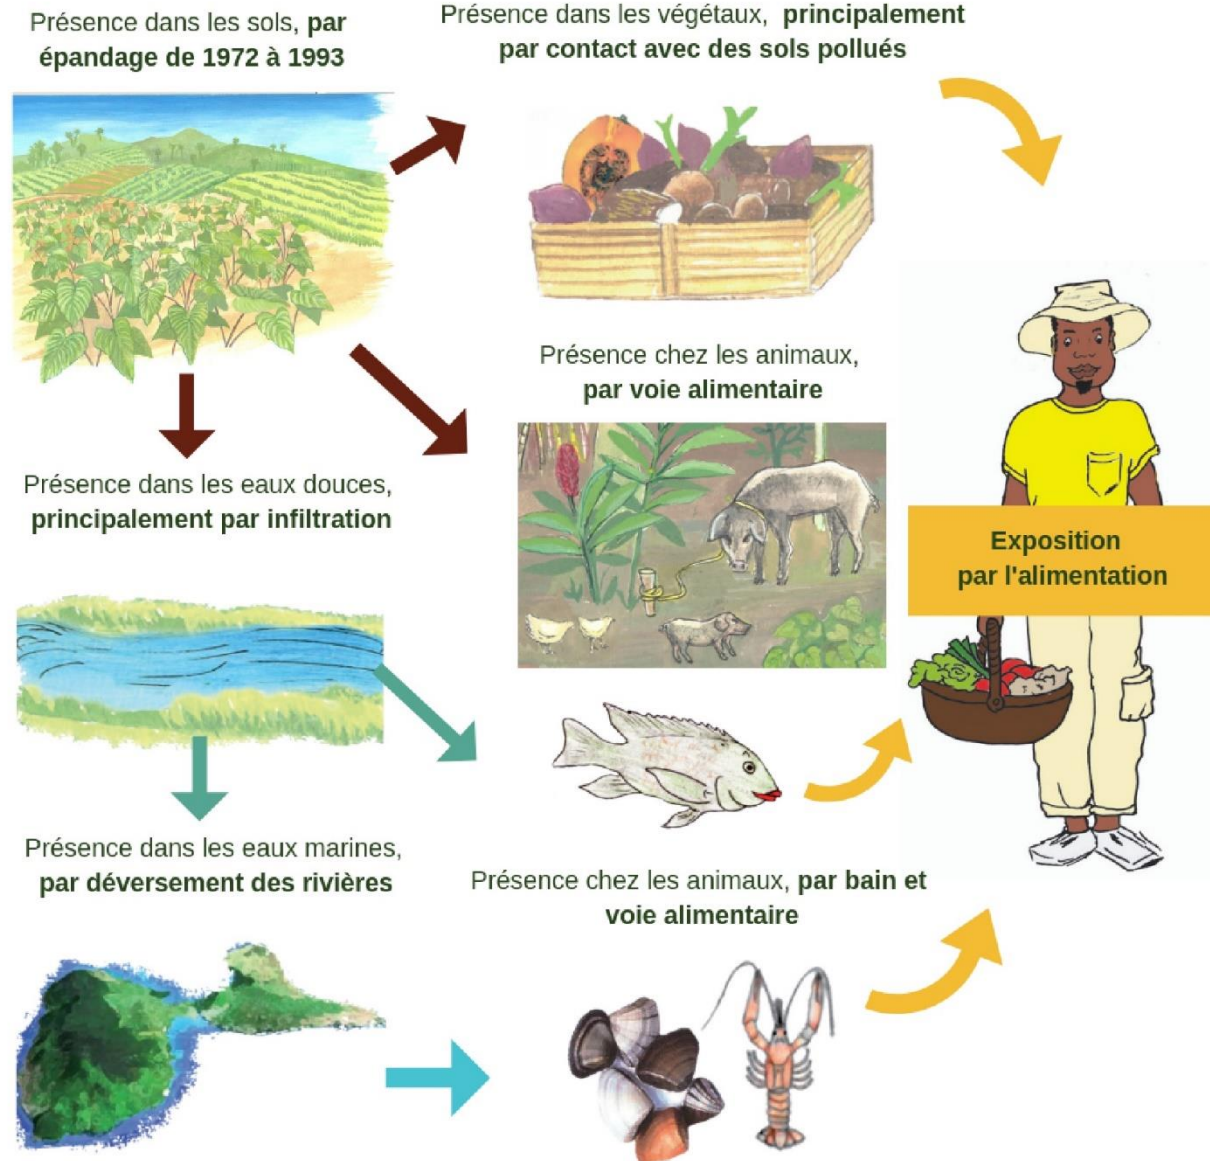 Présence dans les sols, par
épandage de 1972 à 1993
Présence dans les végétaux, principalement
par contact avec des sols pollués
Présence chez les animaux,
par voie alimentaire
Présence dans les eaux douces,
principalement par infiltration
Exposition
par l'alimentation
Présence dans les eaux marines,
par déversement des rivières
Présence chez les animaux, par bain et
voie alimentaire